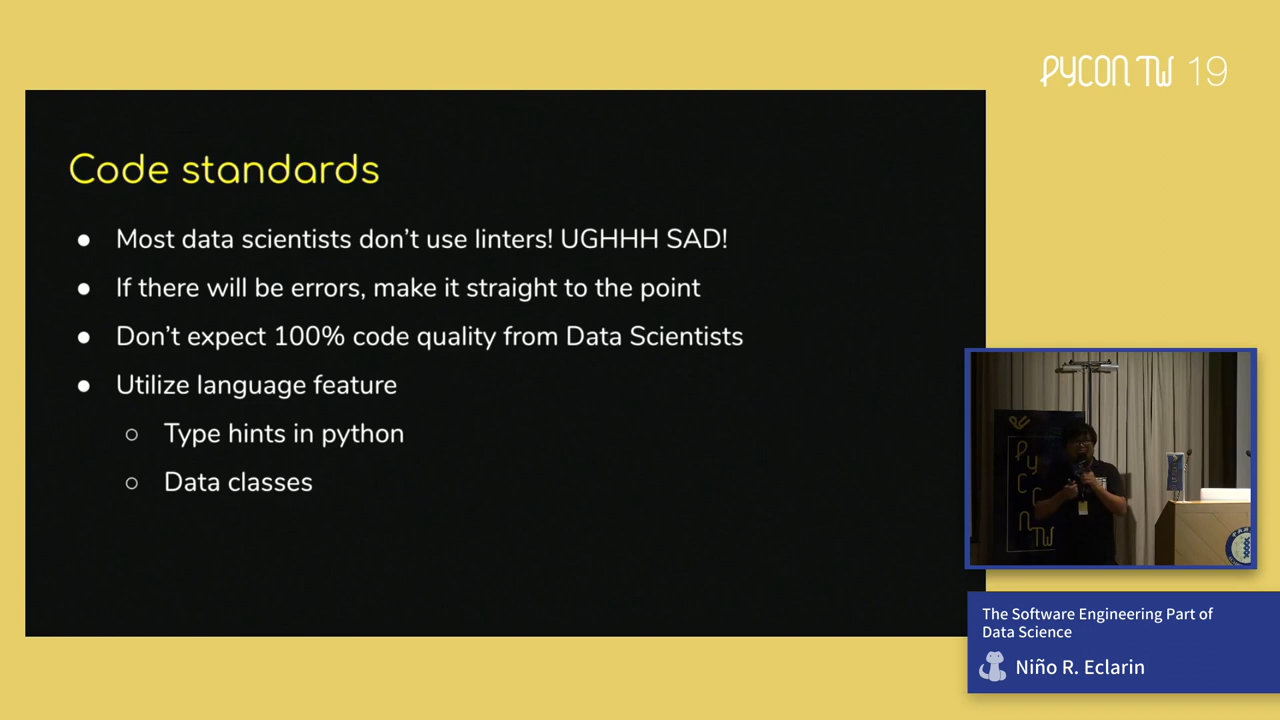 PYCON TW 19
Code standards
● Most data scientists don't use linters! UGHHH SAD!
● If there will be errors, make it straight to the point
● Don't expect 100% code quality from Data Scientists
● Utilize language feature
○ Type hints in python
○ Data classes
PyCoNTW
The Software Engineering Part of
Data Science
Niño R. Eclarin